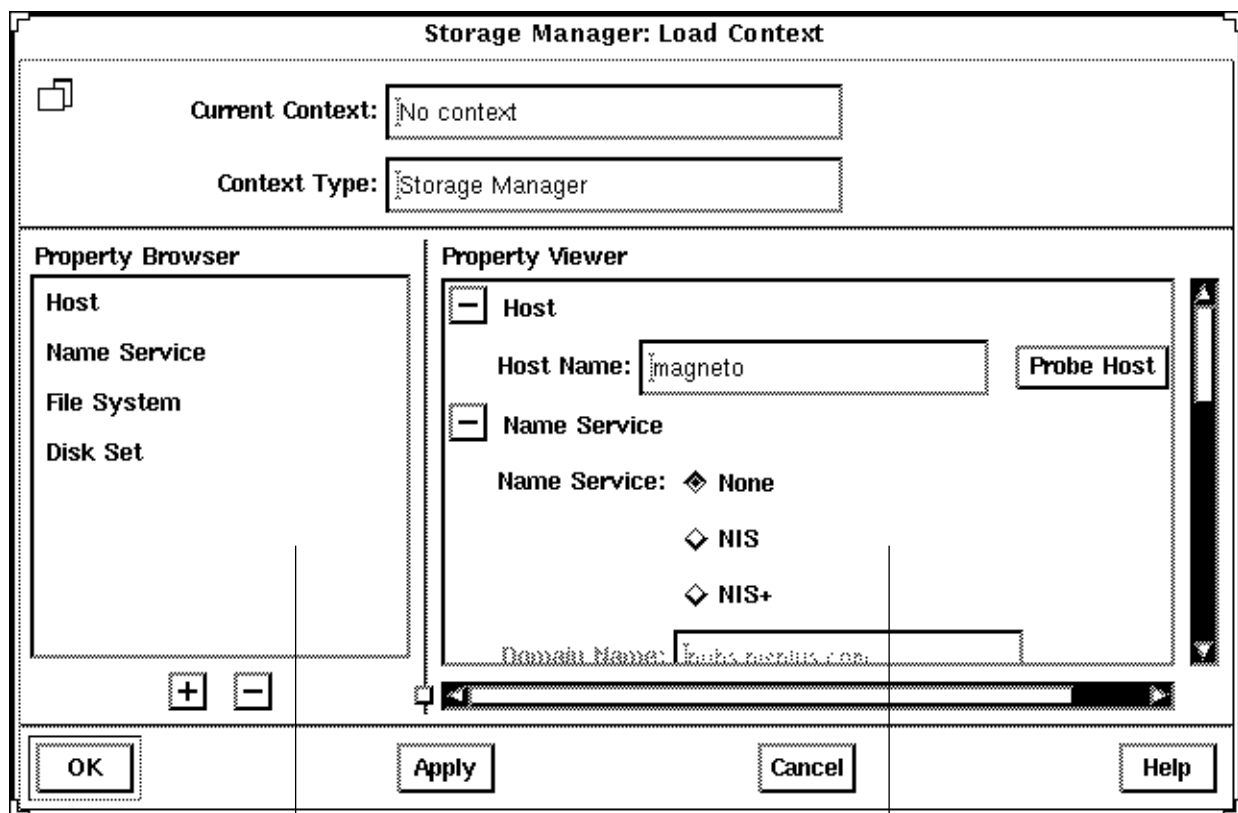 Storage Manager: Load Context
Current Context: No context
Context Type: Storage Manager
Property Browser
Host
Name Service
File System
Disk Set
+ −
Property Viewer
− Host
Host Name: magneto Probe Host
− Name Service
Name Service: None
NIS
NIS+
Domain Name:
OK Apply Cancel Help